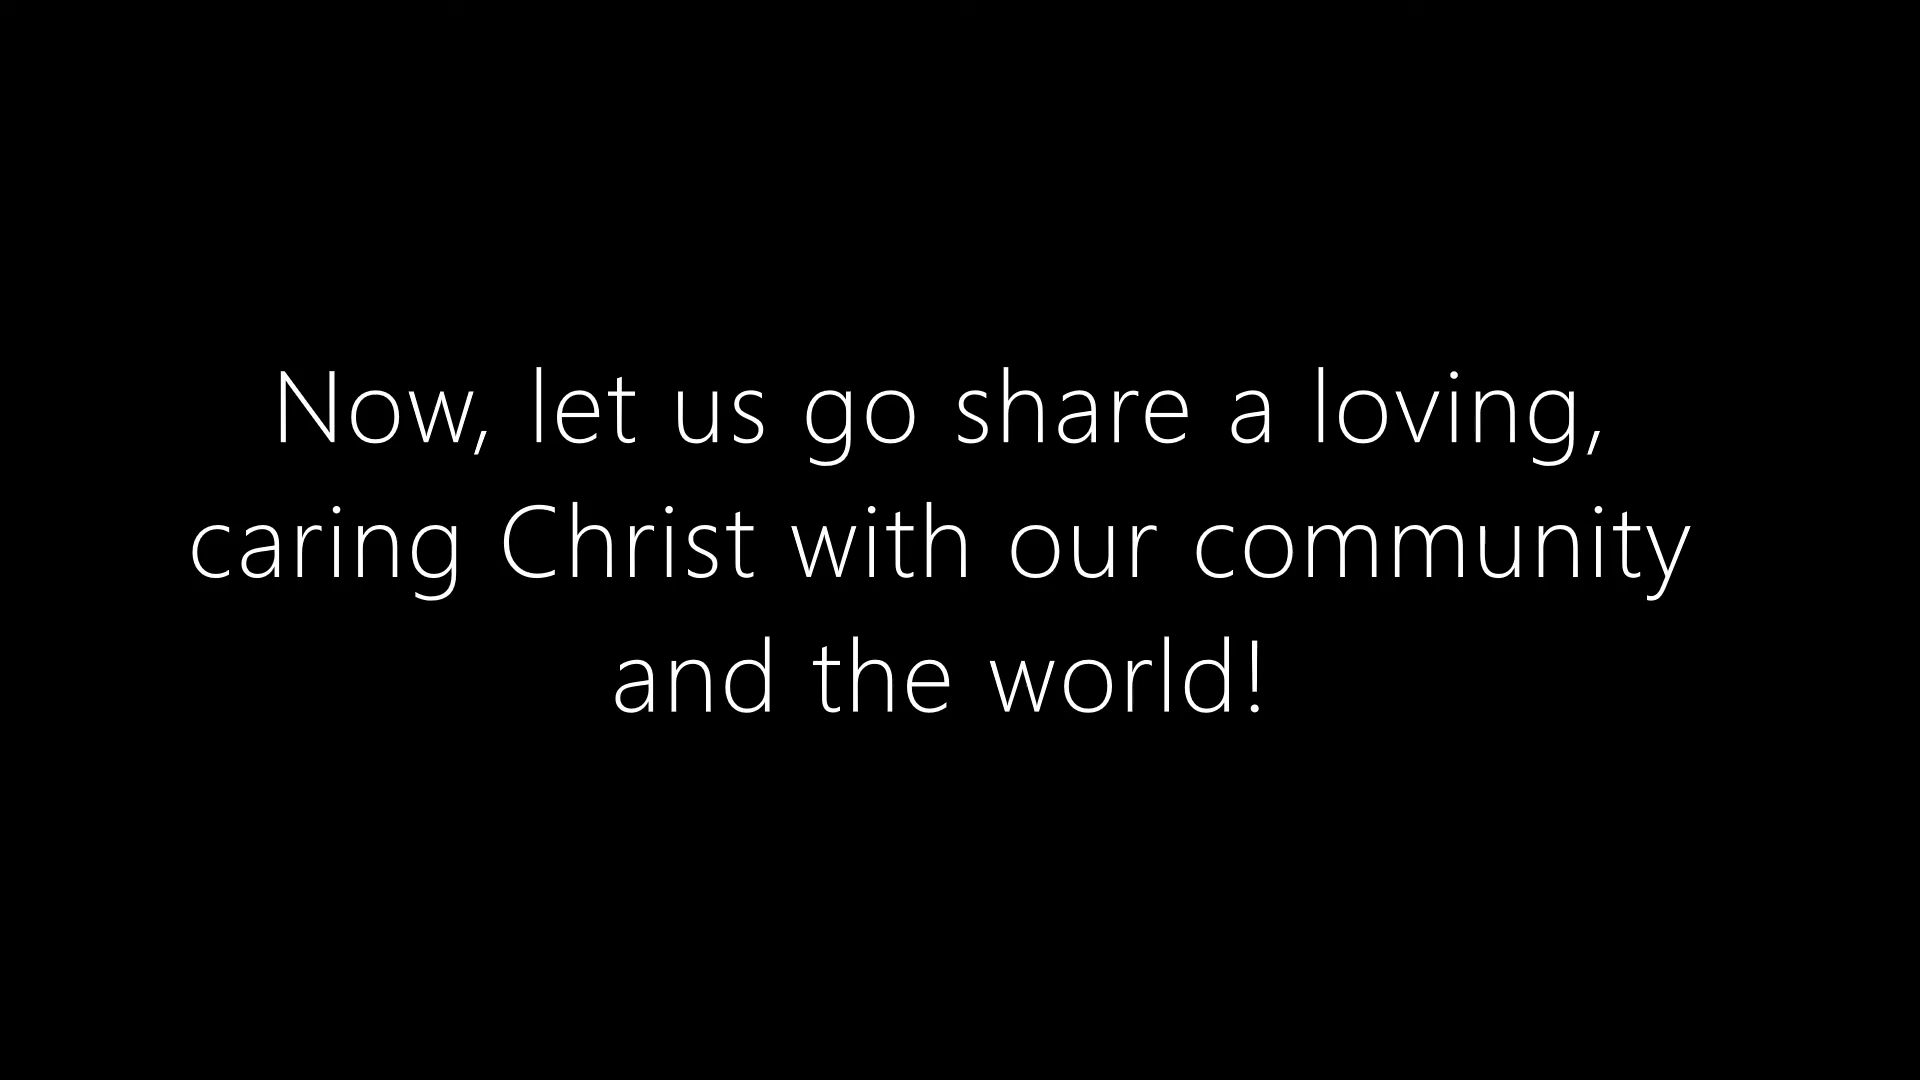 Now, let us go share a loving,
caring Christ with our community
and the world!